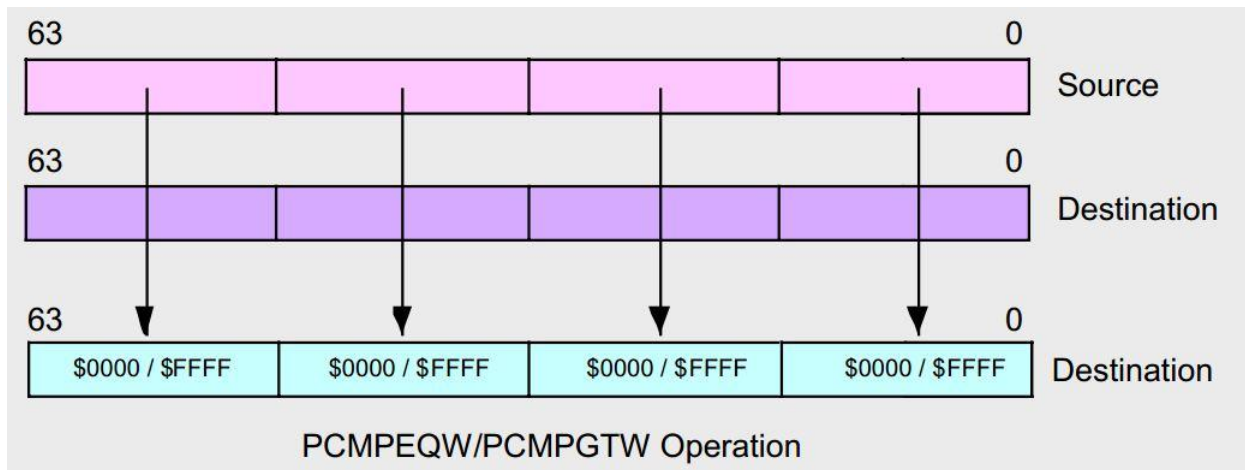 63 0
Source
63 0
Destination
63 0
$0000 / $FFFF $0000 / $FFFF $0000 / $FFFF $0000 / $FFFF
Destination
PCMPEQW/PCMPGTW Operation